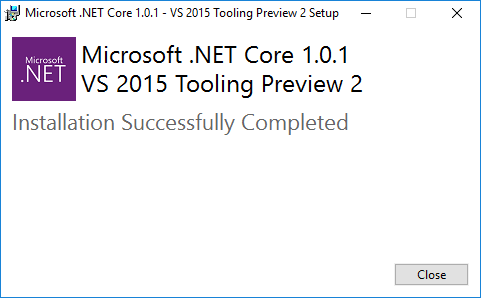 Microsoft .NET Core 1.0.1 - VS 2015 Tooling Preview 2 Setup
Microsoft
.NET
Microsoft .NET Core 1.0.1
VS 2015 Tooling Preview 2
Installation Successfully Completed
Close